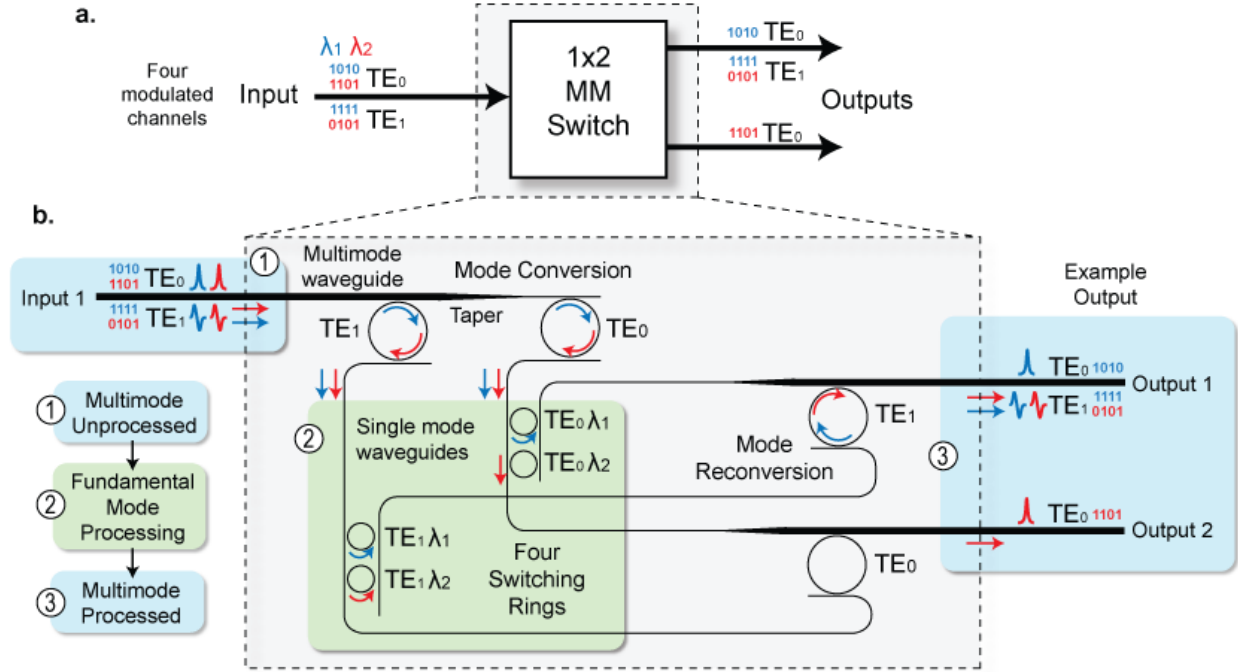 a.
λ1 λ2
Four
modulated
channels
Input
1010
1101
TE0
1111
0101
TE1
1x2
MM
Switch
1010 TE0
1111
0101
TE1
Outputs
1101 TE0
b.
1
Multimode
waveguide
Mode Conversion
Example
Output
Input 1
1010
1101
TE0
1111
0101
TE1
TE1
Taper
TE0
TE0 1010
Output 1
TE1
1111
0101
1
Multimode
Unprocessed
2
Single mode
waveguides
TE0 λ1
TE0 λ2
TE1
Mode
Reconversion
3
2
Fundamental
Mode
Processing
TE0 1101
Output 2
TE1 λ1
TE1 λ2
Four
Switching
Rings
TE0
3
Multimode
Processed